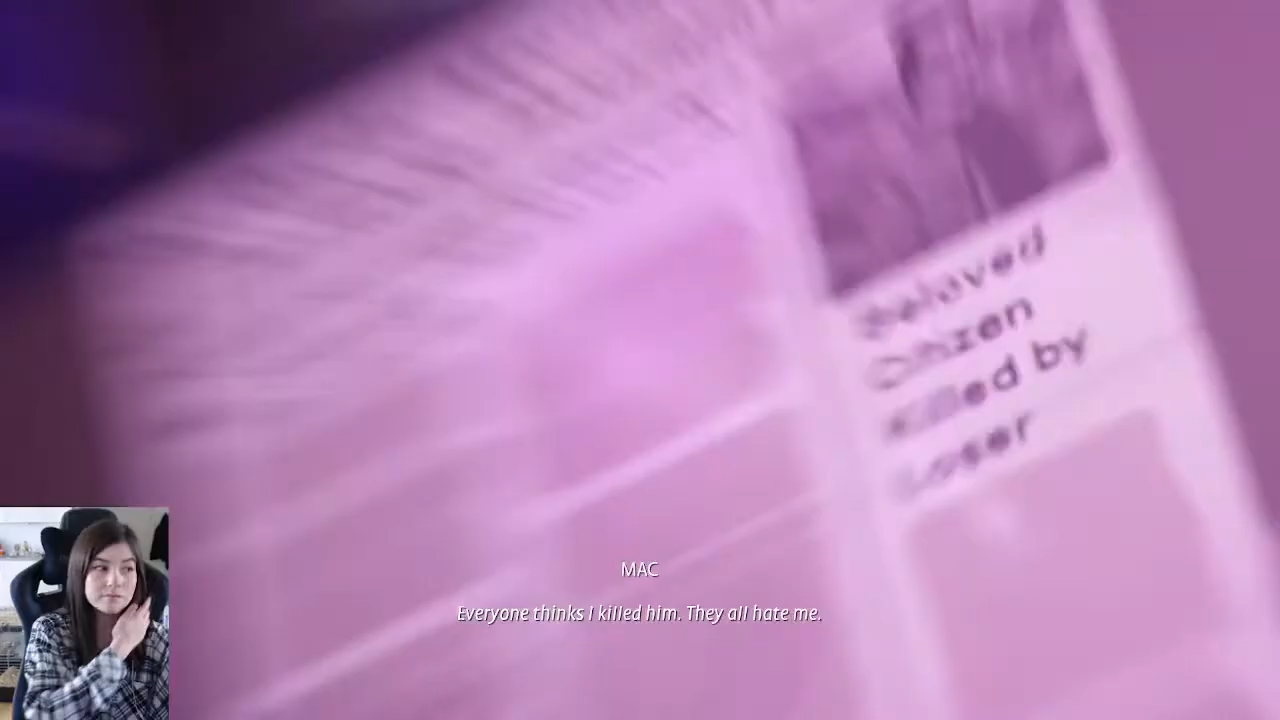 Beloved
Citizen
Killed by
Loser
MAC
Everyone thinks I killed him. They all hate me.